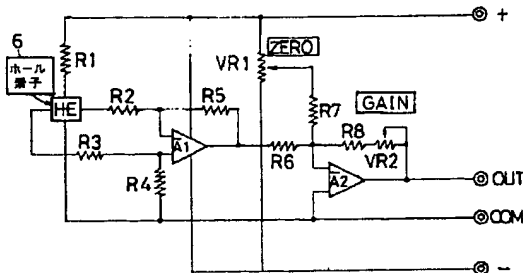 6
ホール
素子
HE
R1
R2
R3
R4
R5
A1
VR1
ZERO
R7
R6
GAIN
R8
VR2
A2
+
OUT
COM
-